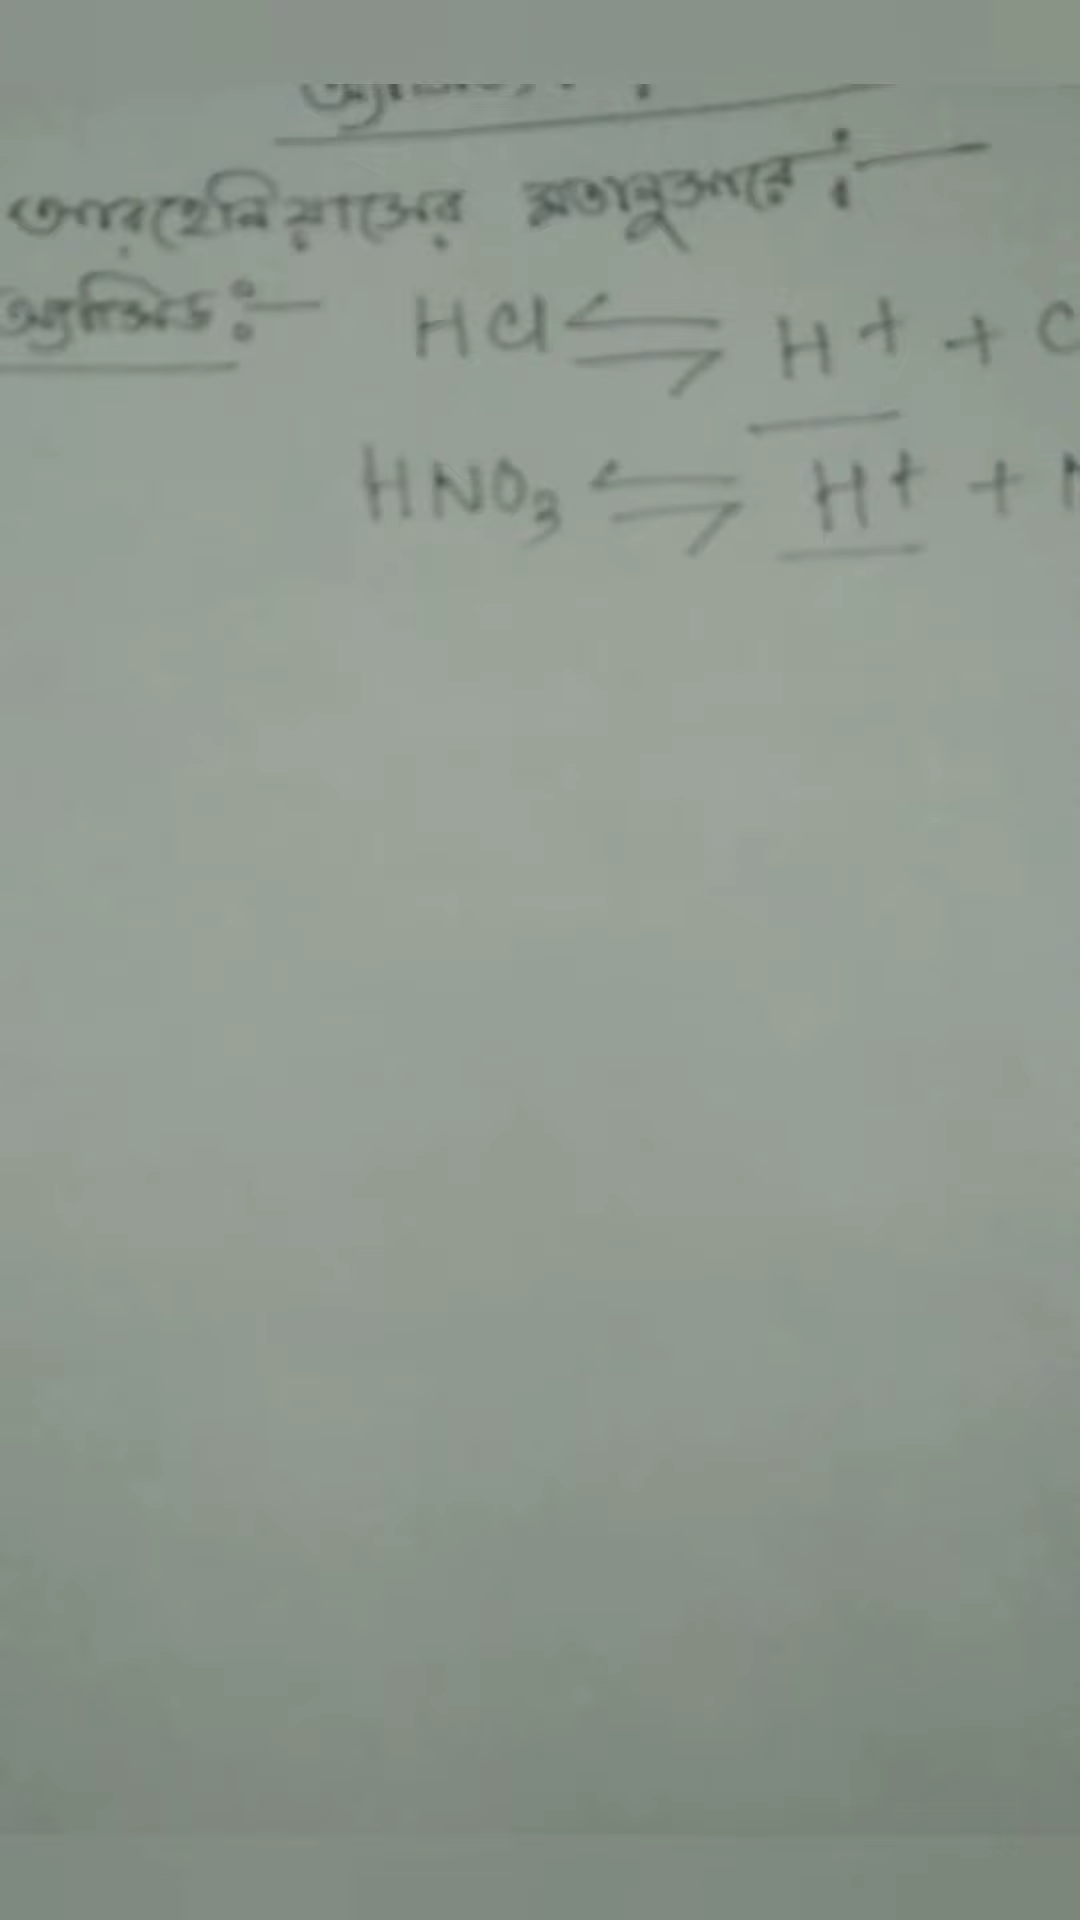 আরহেনিয়াসের মতানুসারে :-
অ্যাসিড :- HCl ⇌ H+ + C
HNO3 ⇌ H+ + N